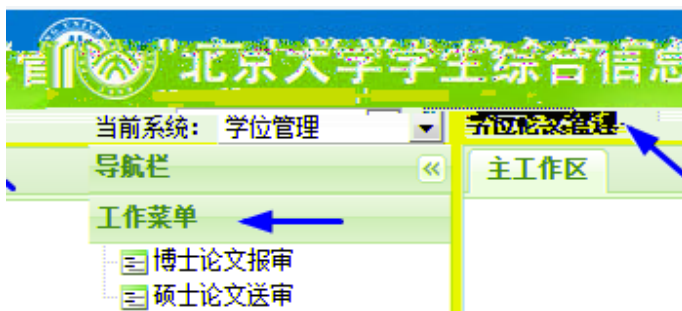 北京大学学生综合信息
当前系统： 学位管理
导航栏
主工作区
工作菜单
博士论文报审
硕士论文送审